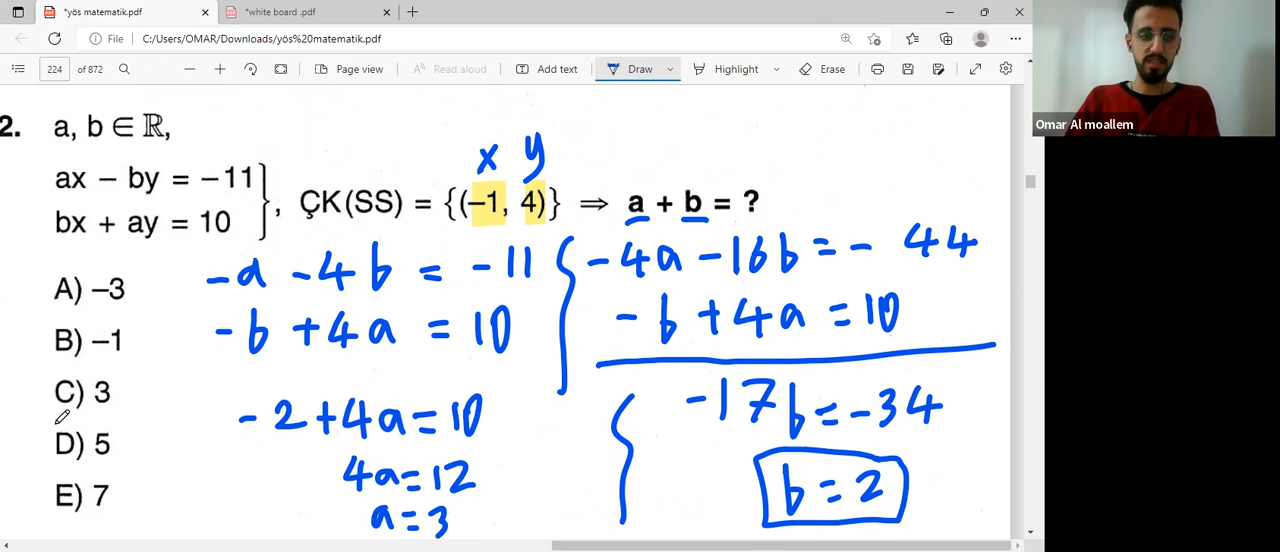 *yös matematik.pdf
*white board .pdf
File C:/Users/OMAR/Downloads/yös%20matematik.pdf
224 of 872 Page view Read aloud Add text Draw Highlight Erase
Omar Al moallem
2. a, b ∈ ℝ,
ax − by = −11
bx + ay = 10
, ÇK(SS) = {(−1, 4)} ⇒ a + b = ?
x y
A) −3
B) −1
C) 3
D) 5
E) 7
-a -4b = -11
-b +4a = 10
-4a -16b = - 44
- b +4a = 10
-17b = -34
b = 2
-2+4a=10
4a=12
a=3